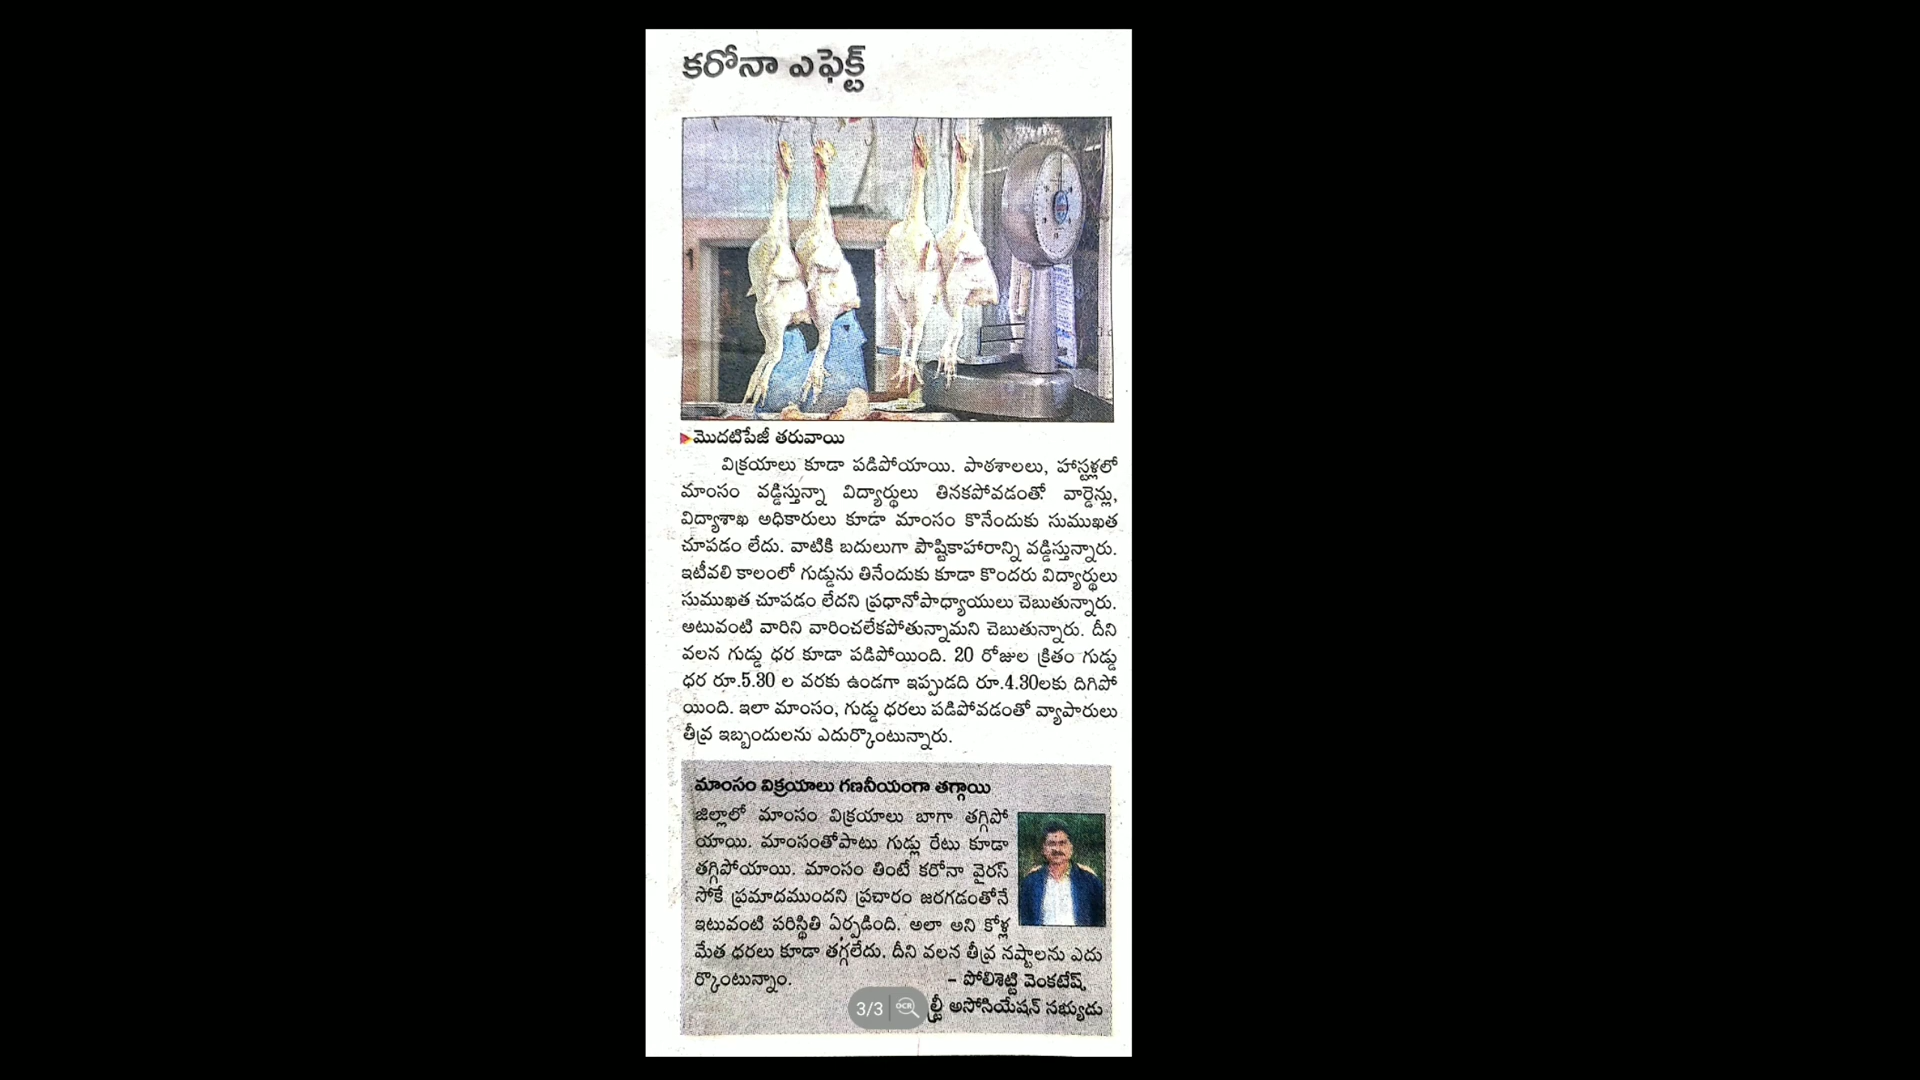 కరోనా ఎఫెక్ట్
మొదటిపేజీ తరువాయి
విక్రయాలు కూడా పడిపోయాయి. పాఠశాలలు, హాస్టళ్లలో
మాంసం వడ్డిస్తున్నా విద్యార్థులు తినకపోవడంతో వార్డెన్లు,
విద్యాశాఖ అధికారులు కూడా మాంసం కొనేందుకు సుముఖత
చూపడం లేదు. వాటికి బదులుగా పౌష్టికాహారాన్ని వడ్డిస్తున్నారు.
ఇటీవలి కాలంలో గుడ్డును తినేందుకు కూడా కొందరు విద్యార్థులు
సుముఖత చూపడం లేదని ప్రధానోపాధ్యాయులు చెబుతున్నారు.
అటువంటి వారిని వారించలేకపోతున్నామని చెబుతున్నారు. దీని
వలన గుడ్డు ధర కూడా పడిపోయింది. 20 రోజుల క్రితం గుడ్డు
ధర రూ.5.30 ల వరకు ఉండగా ఇప్పుడది రూ.4.30లకు దిగిపో
యింది. ఇలా మాంసం, గుడ్డు ధరలు పడిపోవడంతో వ్యాపారులు
తీవ్ర ఇబ్బందులను ఎదుర్కొంటున్నారు.
మాంసం విక్రయాలు గణనీయంగా తగ్గాయి
జిల్లాలో మాంసం విక్రయాలు బాగా తగ్గిపో
యాయి. మాంసంతోపాటు గుడ్లు రేటు కూడా
తగ్గిపోయాయి. మాంసం తింటే కరోనా వైరస్
సోకే ప్రమాదముందని ప్రచారం జరగడంతోనే
ఇటువంటి పరిస్థితి ఏర్పడింది. అలా అని కోళ్ల
మేత ధరలు కూడా తగ్గలేదు. దీని వలన తీవ్ర నష్టాలను ఎదు
ర్కొంటున్నాం.
– పోలిశెట్టి వెంకటేష్,
ల్ట్రీ అసోసియేషన్ సభ్యుడు
3/3 OCR